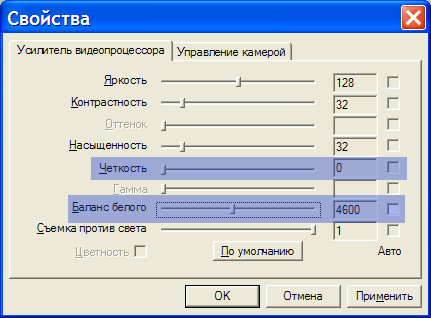 Свойства
Усилитель видеопроцессора Управление камерой
Яркость 128
Контрастность 32
Оттенок
Насыщенность 32
Четкость 0
Гамма
Баланс белого 4600
Съемка против света 1
Цветность По умолчанию Авто
OK Отмена Применить